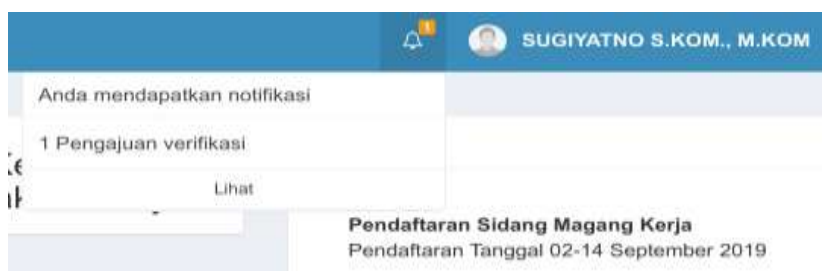 1
SUGIYATNO S.KOM., M.KOM
Anda mendapatkan notifikasi
1 Pengajuan verifikasi
Lihat
Pendaftaran Sidang Magang Kerja
Pendaftaran Tanggal 02-14 September 2019